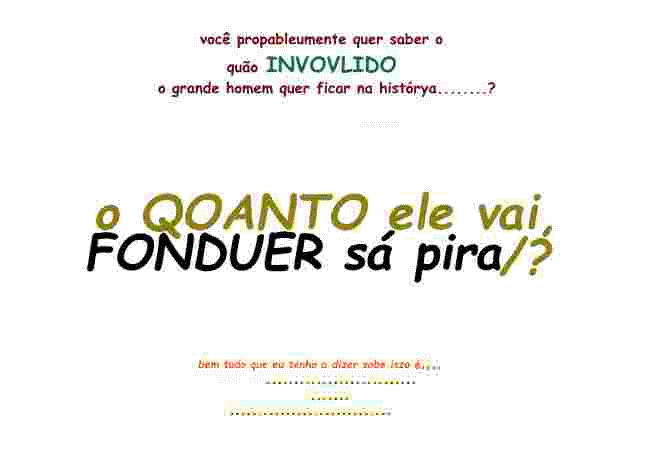 você propableumente quer saber o
quão INVOVLIDO
o grande homem quer ficar na histórya........?
o QOANTO ele vai,
FONDUER sá pira/?
bem tudo que eu tenho a dizer sobe iszo é....
............................
.......
..............................